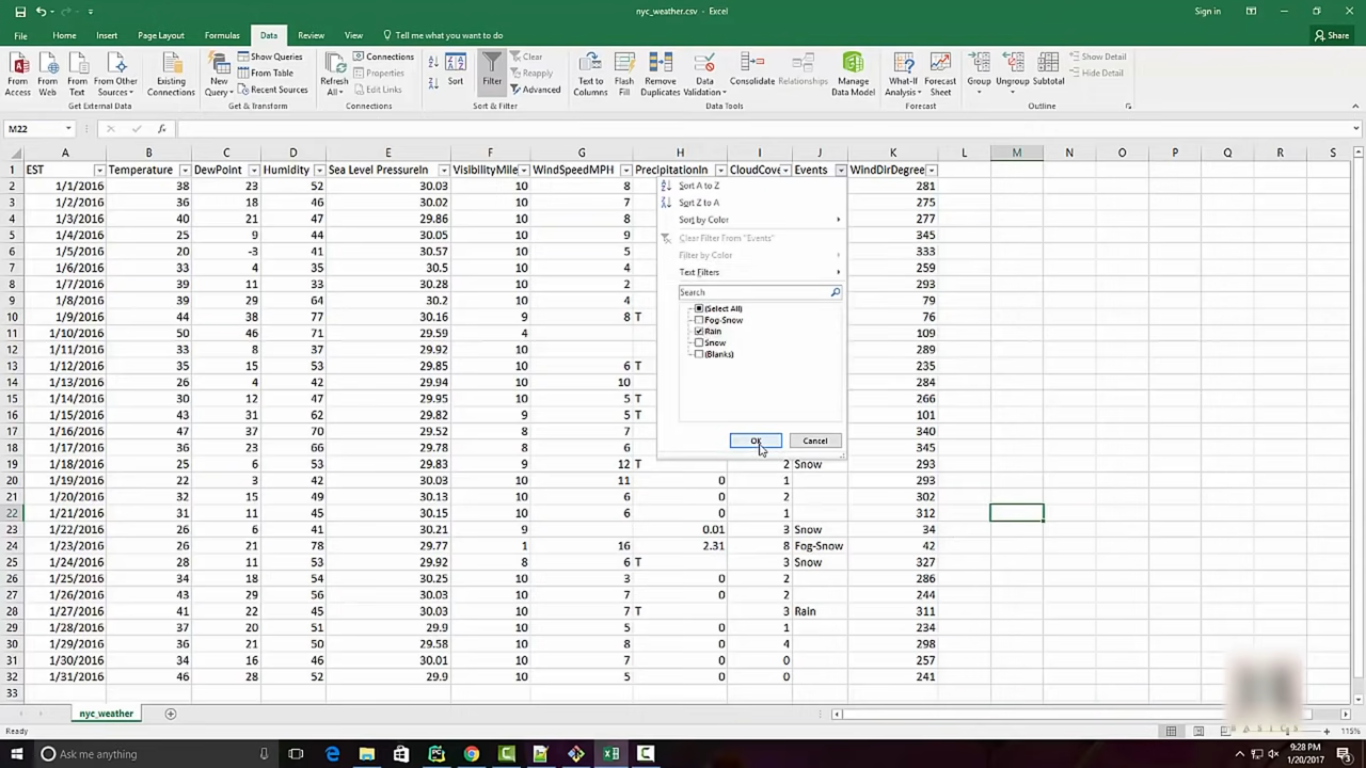 nyc_weather.csv - Excel
Sign in
File Home Insert Page Layout Formulas Data Review View Tell me what you want to do Share
From Access
From Web
From Text
From Other Sources
Existing Connections
Get External Data
New Query
Show Queries
From Table
Recent Sources
Get & Transform
Refresh All
Connections
Properties
Edit Links
Connections
Sort
Filter
Clear
Reapply
Advanced
Sort & Filter
Text to Columns
Flash Fill
Remove Duplicates
Data Validation
Consolidate
Relationships
Manage Data Model
Data Tools
What-If Analysis
Forecast Sheet
Forecast
Group
Ungroup
Subtotal
Show Detail
Hide Detail
Outline
M22 fx
A B C D E F G H I J K L M N O P Q R S
1 EST Temperature DewPoint Humidity Sea Level PressureIn VisibilityMile WindSpeedMPH PrecipitationIn CloudCove Events WindDirDegree
2 1/1/2016 38 23 52 30.03 10 8 281
3 1/2/2016 36 18 46 30.02 10 7 275
4 1/3/2016 40 21 47 29.86 10 8 277
5 1/4/2016 25 9 44 30.05 10 9 345
6 1/5/2016 20 -3 41 30.57 10 5 333
7 1/6/2016 33 4 35 30.5 10 4 259
8 1/7/2016 39 11 33 30.28 10 2 293
9 1/8/2016 39 29 64 30.2 10 4 79
10 1/9/2016 44 38 77 30.16 9 8 T 76
11 1/10/2016 50 46 71 29.59 4 109
12 1/11/2016 33 8 37 29.92 10 289
13 1/12/2016 35 15 53 29.85 10 6 T 235
14 1/13/2016 26 4 42 29.94 10 10 284
15 1/14/2016 30 12 47 29.95 10 5 T 266
16 1/15/2016 43 31 62 29.82 9 5 T 101
17 1/16/2016 47 37 70 29.52 8 7 340
18 1/17/2016 36 23 66 29.78 8 6 345
19 1/18/2016 25 6 53 29.83 9 12 T 2 Snow 293
20 1/19/2016 22 3 42 30.03 10 11 0 1 293
21 1/20/2016 32 15 49 30.13 10 6 0 2 302
22 1/21/2016 31 11 45 30.15 10 6 0 1 312
23 1/22/2016 26 6 41 30.21 9 0.01 3 Snow 34
24 1/23/2016 26 21 78 29.77 1 16 2.31 8 Fog-Snow 42
25 1/24/2016 28 11 53 29.92 8 6 T 3 Snow 327
26 1/25/2016 34 18 54 30.25 10 3 0 2 286
27 1/26/2016 43 29 56 30.03 10 7 0 2 244
28 1/27/2016 41 22 45 30.03 10 7 T 3 Rain 311
29 1/28/2016 37 20 51 29.9 10 5 0 1 234
30 1/29/2016 36 21 50 29.58 10 8 0 4 298
31 1/30/2016 34 16 46 30.01 10 7 0 0 257
32 1/31/2016 46 28 52 29.9 10 5 0 0 241
33
Sort A to Z
Sort Z to A
Sort by Color
Clear Filter From "Events"
Filter by Color
Text Filters
Search
(Select All)
Fog-Snow
Rain
Snow
(Blanks)
OK Cancel
nyc_weather
Ready
115%
Ask me anything
9:28 PM
1/20/2017